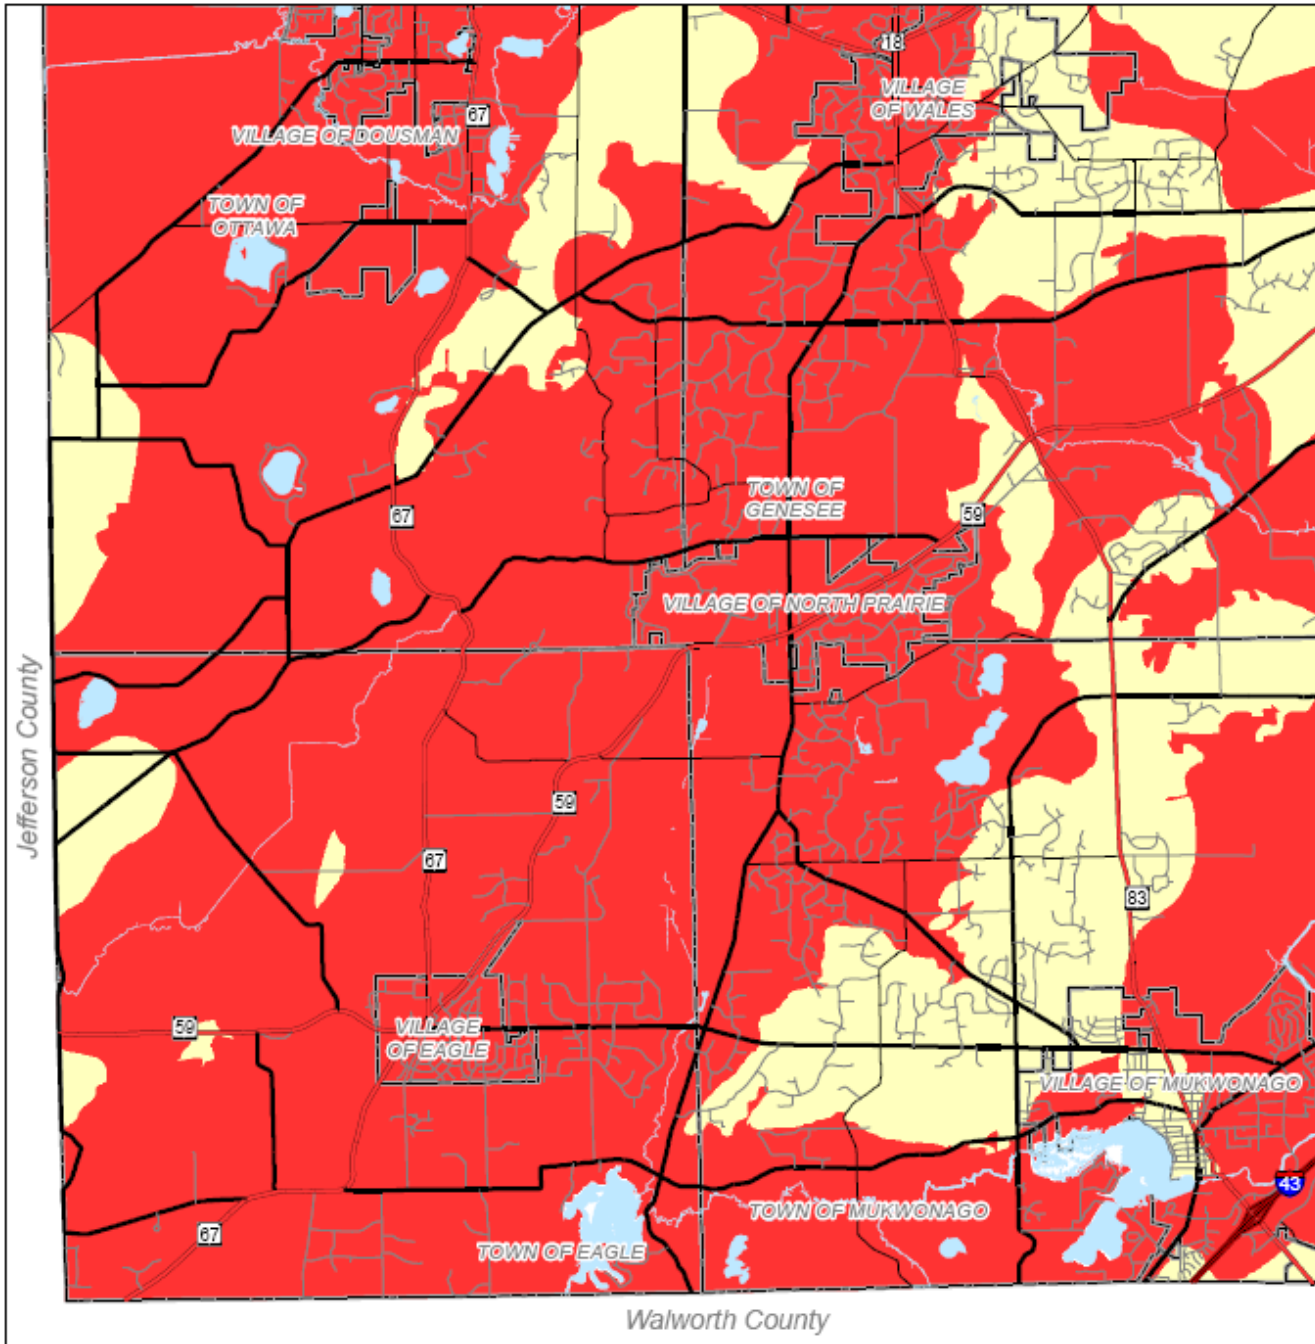 18
VILLAGE
OF WALES
67
VILLAGE OF DOUSMAN
TOWN OF
OTTAWA
TOWN OF
GENESEE
67
59
VILLAGE OF NORTH PRAIRIE
Jefferson County
59
67
83
59
VILLAGE
OF EAGLE
VILLAGE OF MUKWONAGO
43
TOWN OF MUKWONAGO
67
TOWN OF EAGLE
Walworth County